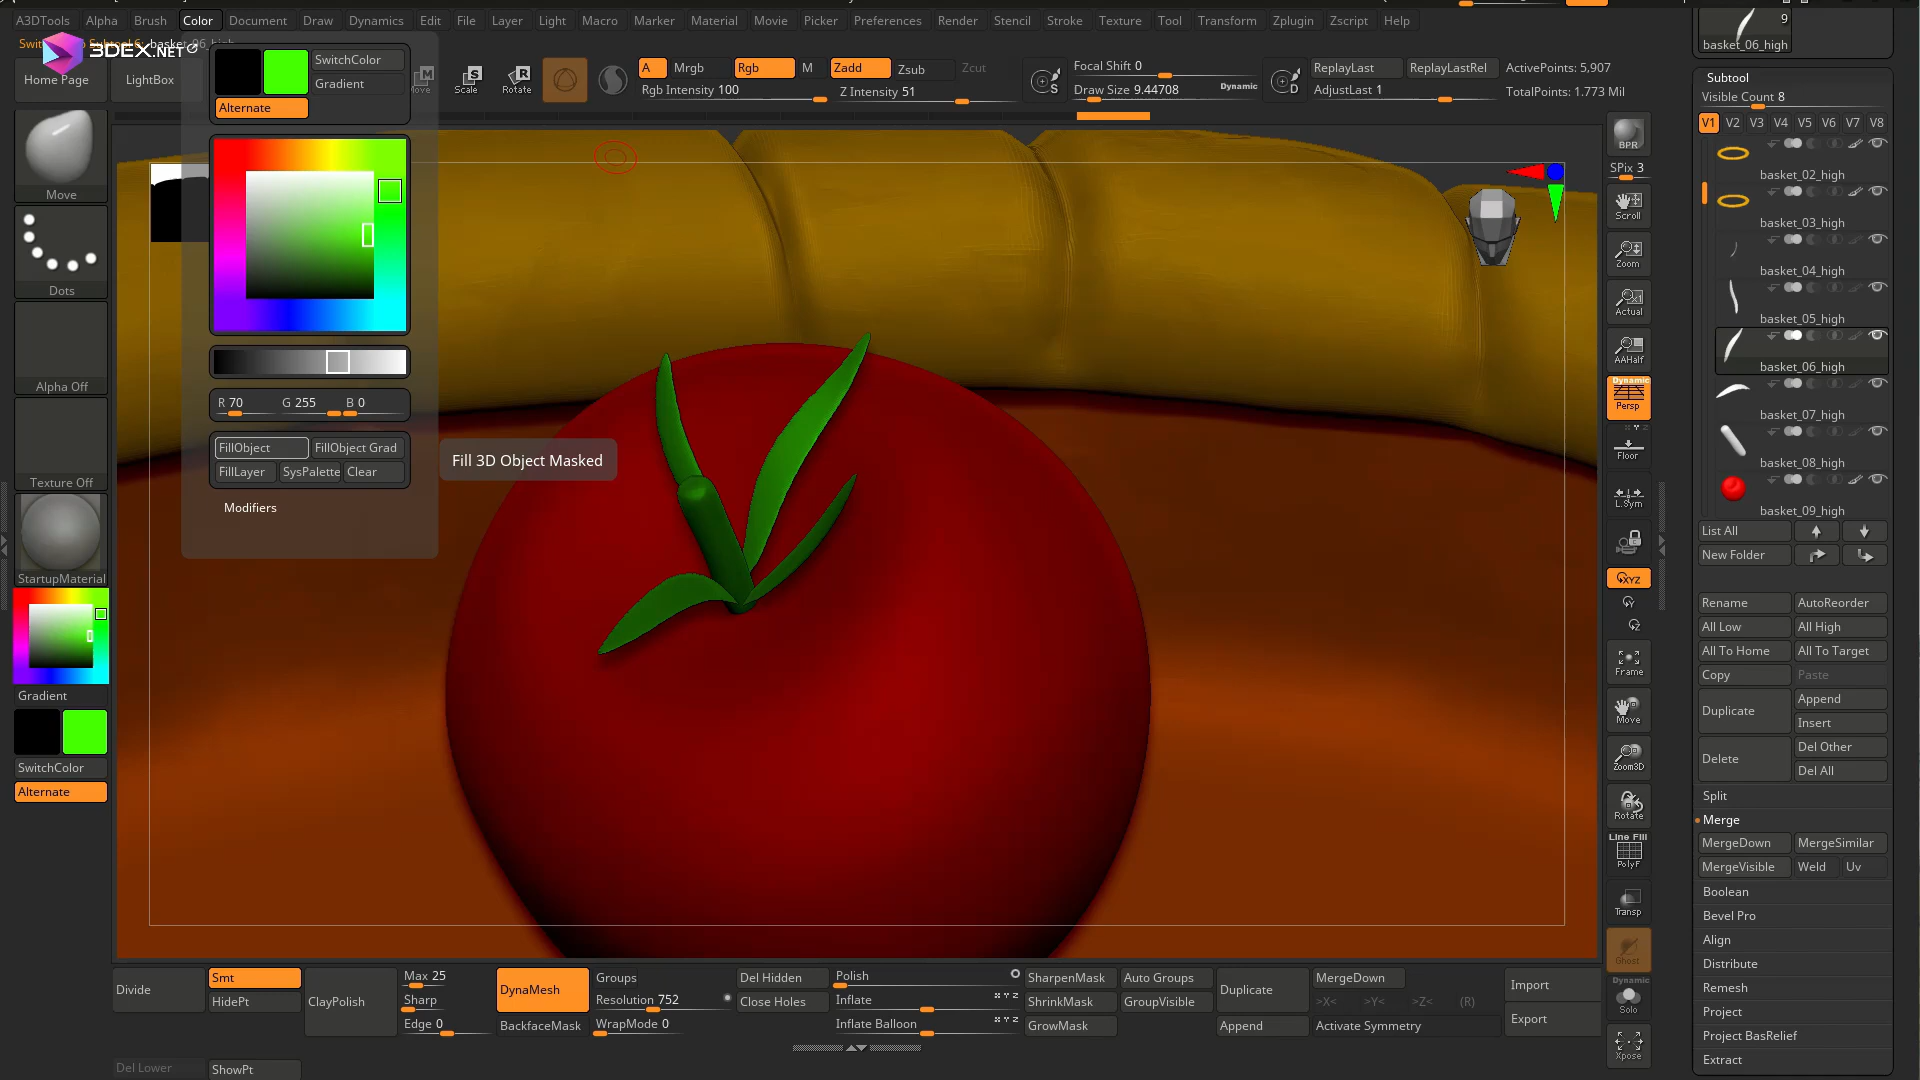 A3DTools Alpha Brush Color Document Draw Dynamics Edit File Layer Light Macro Marker Material Movie Picker Preferences Render Stencil Stroke Texture Tool Transform Zplugin Zscript Help
3DEX.NET
Home Page
LightBox
SwitchColor
Gradient
Alternate
Move
Scale
Rotate
A
Mrgb
Rgb
M
Zadd
Zsub
Zcut
Rgb Intensity 100
Z Intensity 51
S
Focal Shift 0
Draw Size 9.44708
Dynamic
D
ReplayLast
ReplayLastRel
AdjustLast 1
ActivePoints: 5,907
TotalPoints: 1.773 Mil
R 70
G 255
B 0
FillObject
FillObject Grad
FillLayer
SysPalette
Clear
Modifiers
Fill 3D Object Masked
Move
Dots
Alpha Off
Texture Off
StartupMaterial
Gradient
SwitchColor
Alternate
BPR
SPix 3
Scroll
Zoom
Actual
AAHalf
Dynamic
Persp
Floor
L.Sym
XYZ
Frame
Move
Zoom3D
Rotate
Line Fill
PolyF
Transp
Ghost
Dynamic
Solo
Xpose
9
basket_06_high
Subtool
Visible Count 8
V1 V2 V3 V4 V5 V6 V7 V8
basket_02_high
basket_03_high
basket_04_high
basket_05_high
basket_06_high
basket_07_high
basket_08_high
basket_09_high
List All
New Folder
Rename
AutoReorder
All Low
All High
All To Home
All To Target
Copy
Paste
Duplicate
Append
Insert
Delete
Del Other
Del All
Split
Merge
MergeDown
MergeSimilar
MergeVisible
Weld
Uv
Boolean
Bevel Pro
Align
Distribute
Remesh
Project
Project BasRelief
Extract
Divide
Smt
HidePt
ClayPolish
Max 25
Sharp
Edge 0
DynaMesh
BackfaceMask
Groups
Resolution 752
WrapMode 0
Del Hidden
Close Holes
Polish
Inflate
Inflate Balloon
SharpenMask
ShrinkMask
GrowMask
Auto Groups
GroupVisible
Duplicate
Append
MergeDown
>X<
>Y<
>Z<
(R)
Activate Symmetry
Import
Export
Del Lower
ShowPt